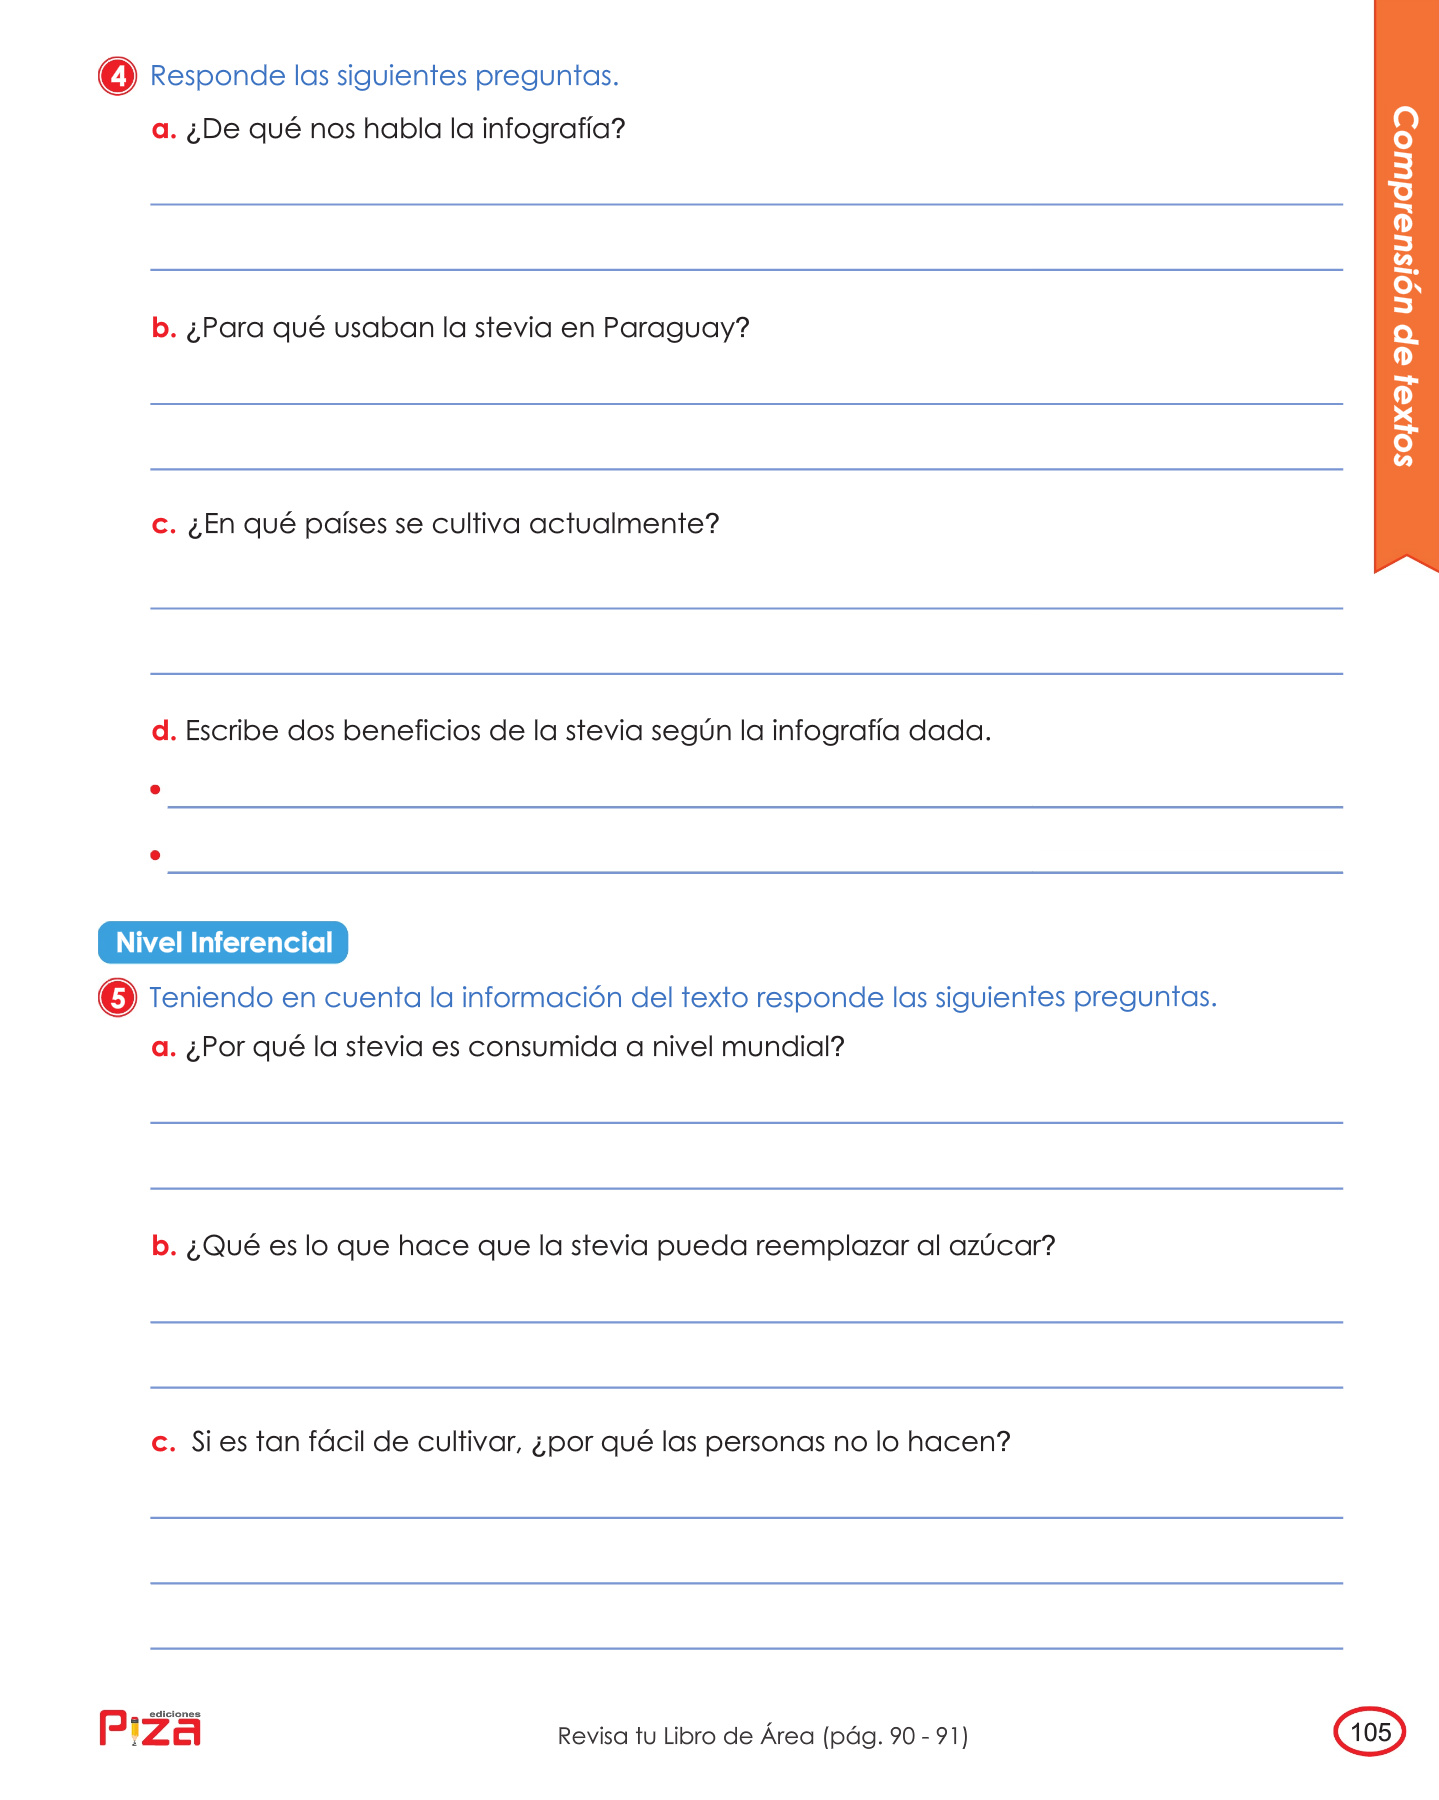 4 Responde las siguientes preguntas.
a. ¿De qué nos habla la infografía?
b. ¿Para qué usaban la stevia en Paraguay?
c. ¿En qué países se cultiva actualmente?
d. Escribe dos beneficios de la stevia según la infografía dada.
•
•
Nivel Inferencial
5 Teniendo en cuenta la información del texto responde las siguientes preguntas.
a. ¿Por qué la stevia es consumida a nivel mundial?
b. ¿Qué es lo que hace que la stevia pueda reemplazar al azúcar?
c. Si es tan fácil de cultivar, ¿por qué las personas no lo hacen?
Comprensión de textos
ediciones
Piza
Revisa tu Libro de Área (pág. 90 - 91)
105